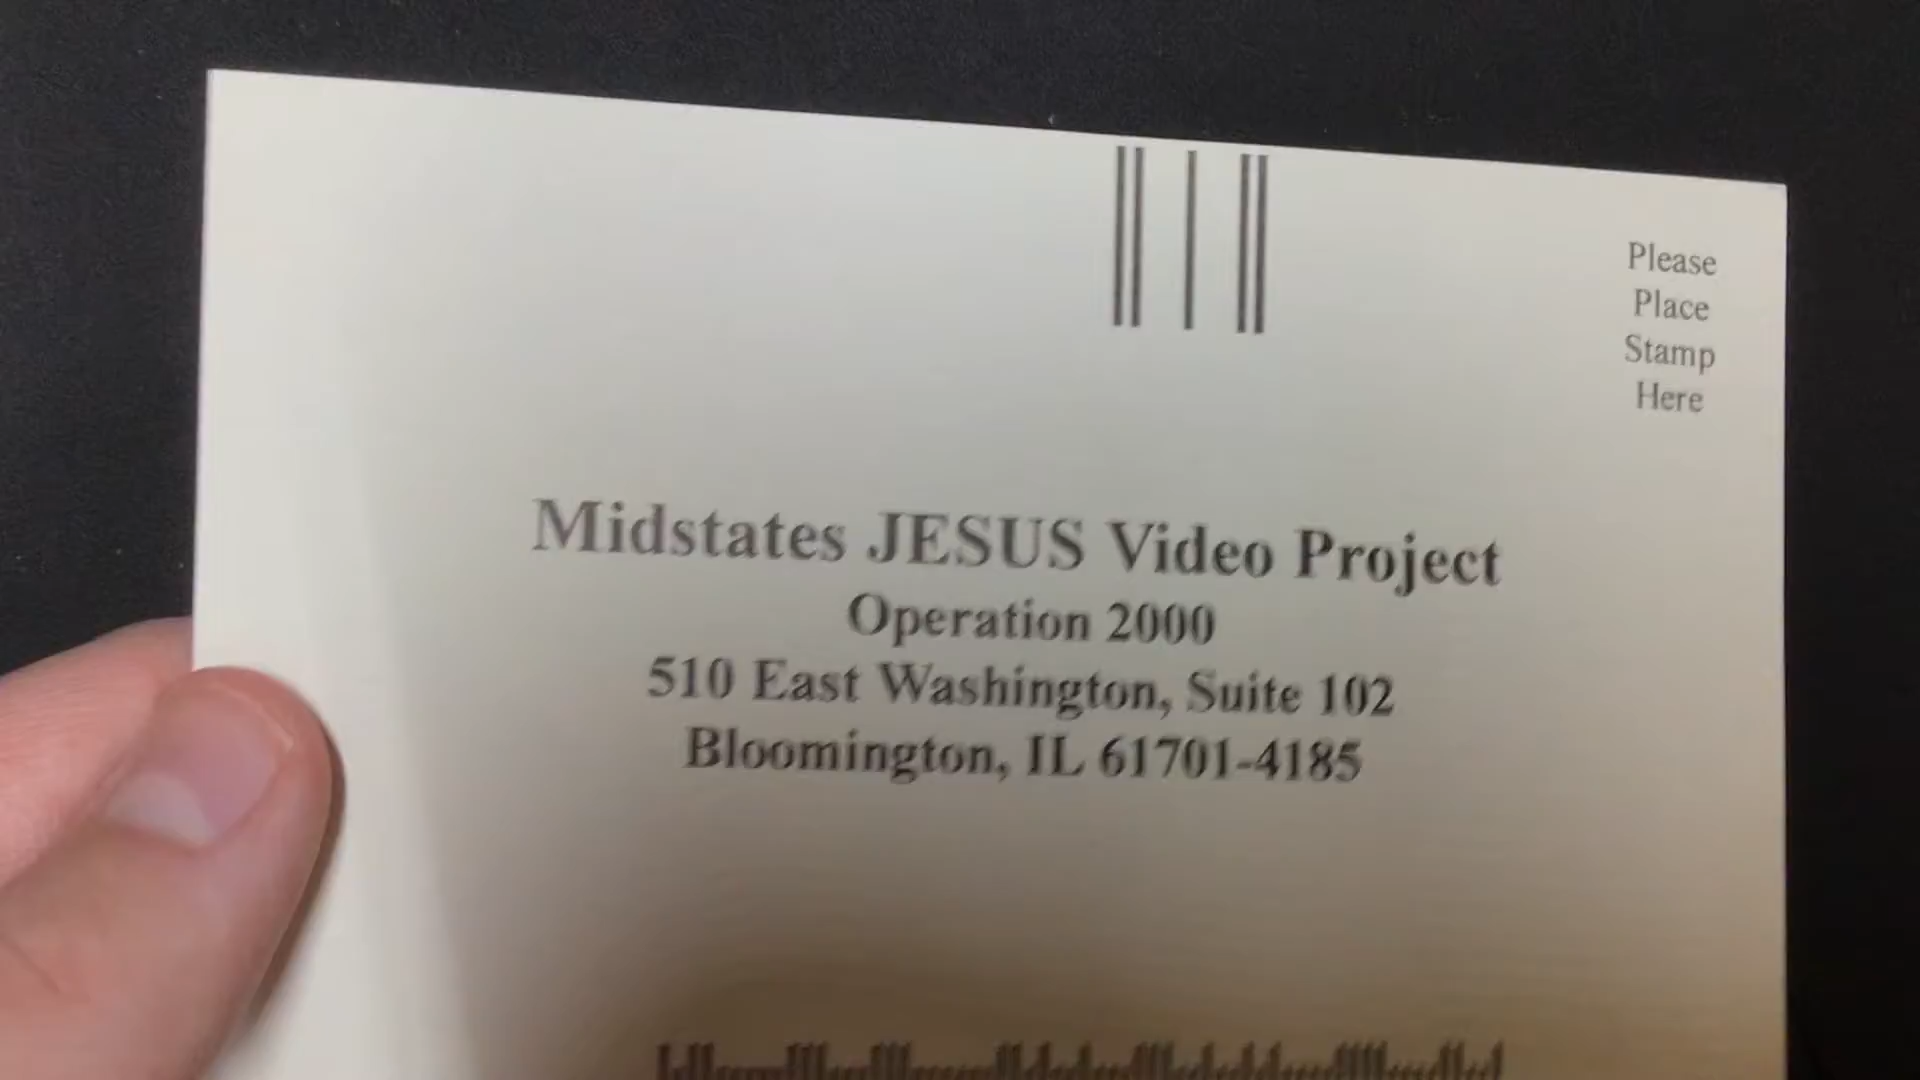 Please
Place
Stamp
Here
Midstates JESUS Video Project
Operation 2000
510 East Washington, Suite 102
Bloomington, IL 61701-4185